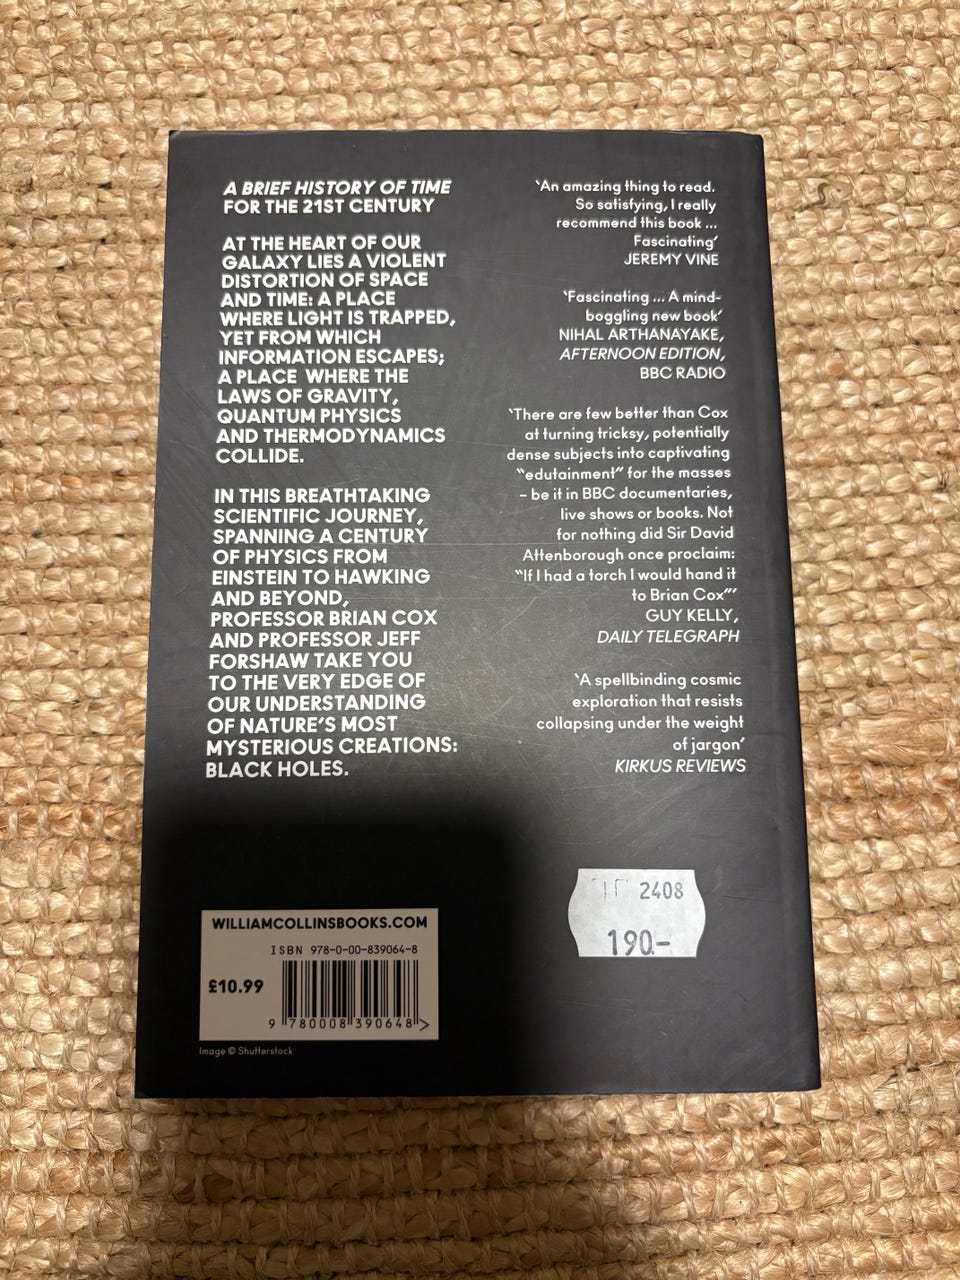 A BRIEF HISTORY OF TIME
FOR THE 21ST CENTURY
AT THE HEART OF OUR
GALAXY LIES A VIOLENT
DISTORTION OF SPACE
AND TIME: A PLACE
WHERE LIGHT IS TRAPPED,
YET FROM WHICH
INFORMATION ESCAPES;
A PLACE WHERE THE
LAWS OF GRAVITY,
QUANTUM PHYSICS
AND THERMODYNAMICS
COLLIDE.
IN THIS BREATHTAKING
SCIENTIFIC JOURNEY,
SPANNING A CENTURY
OF PHYSICS FROM
EINSTEIN TO HAWKING
AND BEYOND,
PROFESSOR BRIAN COX
AND PROFESSOR JEFF
FORSHAW TAKE YOU
TO THE VERY EDGE OF
OUR UNDERSTANDING
OF NATURE'S MOST
MYSTERIOUS CREATIONS:
BLACK HOLES.
‘An amazing thing to read.
So satisfying, I really
recommend this book ...
Fascinating’
JEREMY VINE
‘Fascinating ... A mind-
boggling new book’
NIHAL ARTHANAYAKE,
AFTERNOON EDITION,
BBC RADIO
‘There are few better than Cox
at turning tricksy, potentially
dense subjects into captivating
“edutainment” for the masses
– be it in BBC documentaries,
live shows or books. Not
for nothing did Sir David
Attenborough once proclaim:
“If I had a torch I would hand it
to Brian Cox”’
GUY KELLY,
DAILY TELEGRAPH
‘A spellbinding cosmic
exploration that resists
collapsing under the weight
of jargon’
KIRKUS REVIEWS
WILLIAMCOLLINSBOOKS.COM
ISBN 978-0-00-839064-8
£10.99
9 780008 390648 >
Image © Shutterstock
2408
190.-